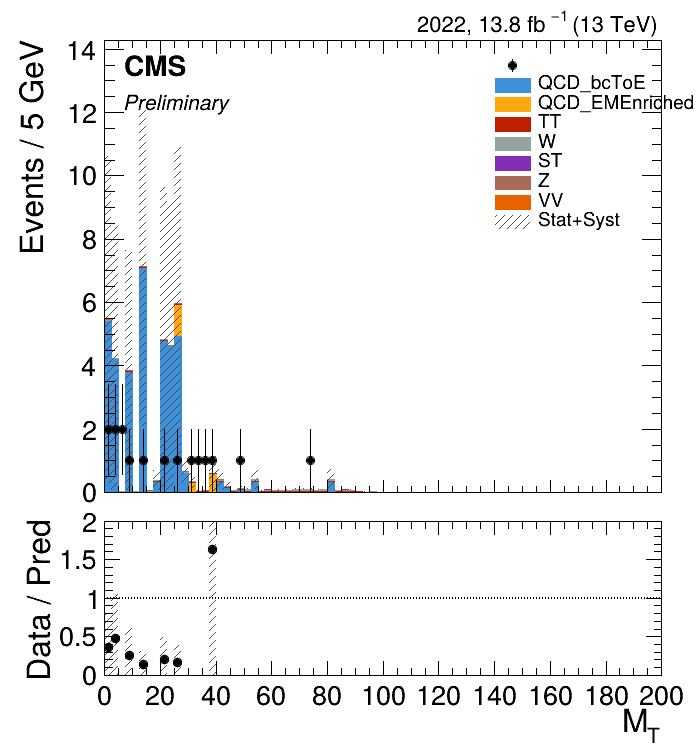 2022, 13.8 fb⁻¹ (13 TeV)
Events / 5 GeV
14
12
10
8
6
4
2
0
CMS
Preliminary
QCD_bcToE
QCD_EMEnriched
TT
W
ST
Z
VV
Stat+Syst
Data / Pred
2
1.5
1
0.5
0
0 20 40 60 80 100 120 140 160 180 200
M_T